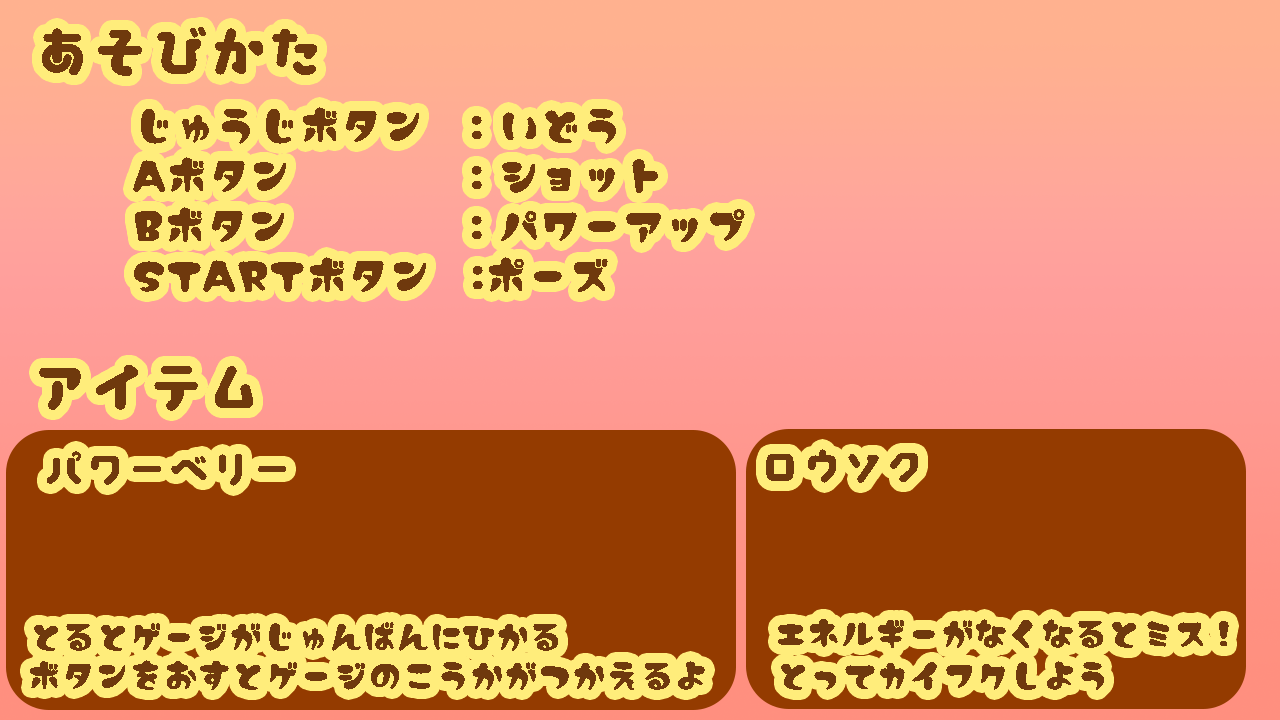 あそびかた
じゅうじボタン :いどう
Aボタン :ショット
Bボタン :パワーアップ
STARTボタン :ポーズ
アイテム
パワーベリー
とるとゲージがじゅんばんにひかる
ボタンをおすとゲージのこうかがつかえるよ
ロウソク
エネルギーがなくなるとミス!
とってカイフクしよう